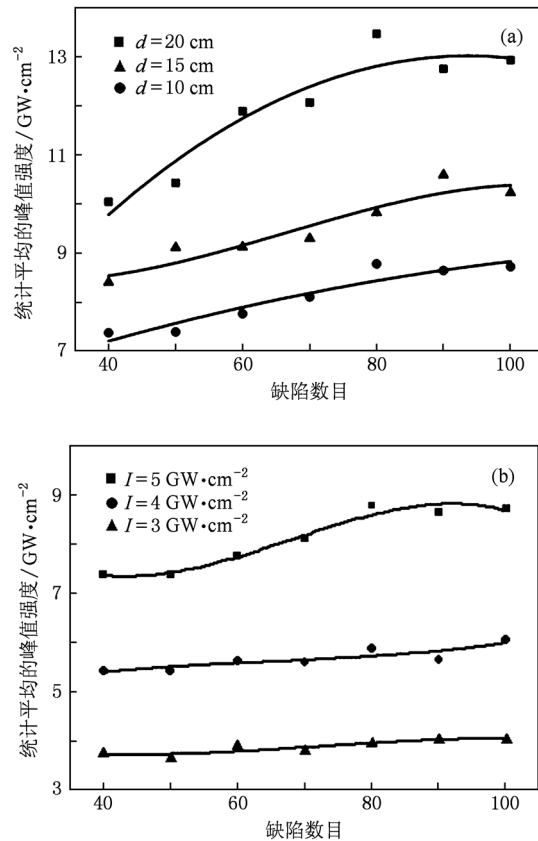 (a)
■ d=20 cm
▲ d=15 cm
● d=10 cm
统计平均的峰值强度/GW·cm⁻²
13
11
9
7
40 60 80 100
缺陷数目
(b)
■ I=5 GW·cm⁻²
● I=4 GW·cm⁻²
▲ I=3 GW·cm⁻²
统计平均的峰值强度/GW·cm⁻²
9
7
5
3
40 60 80 100
缺陷数目